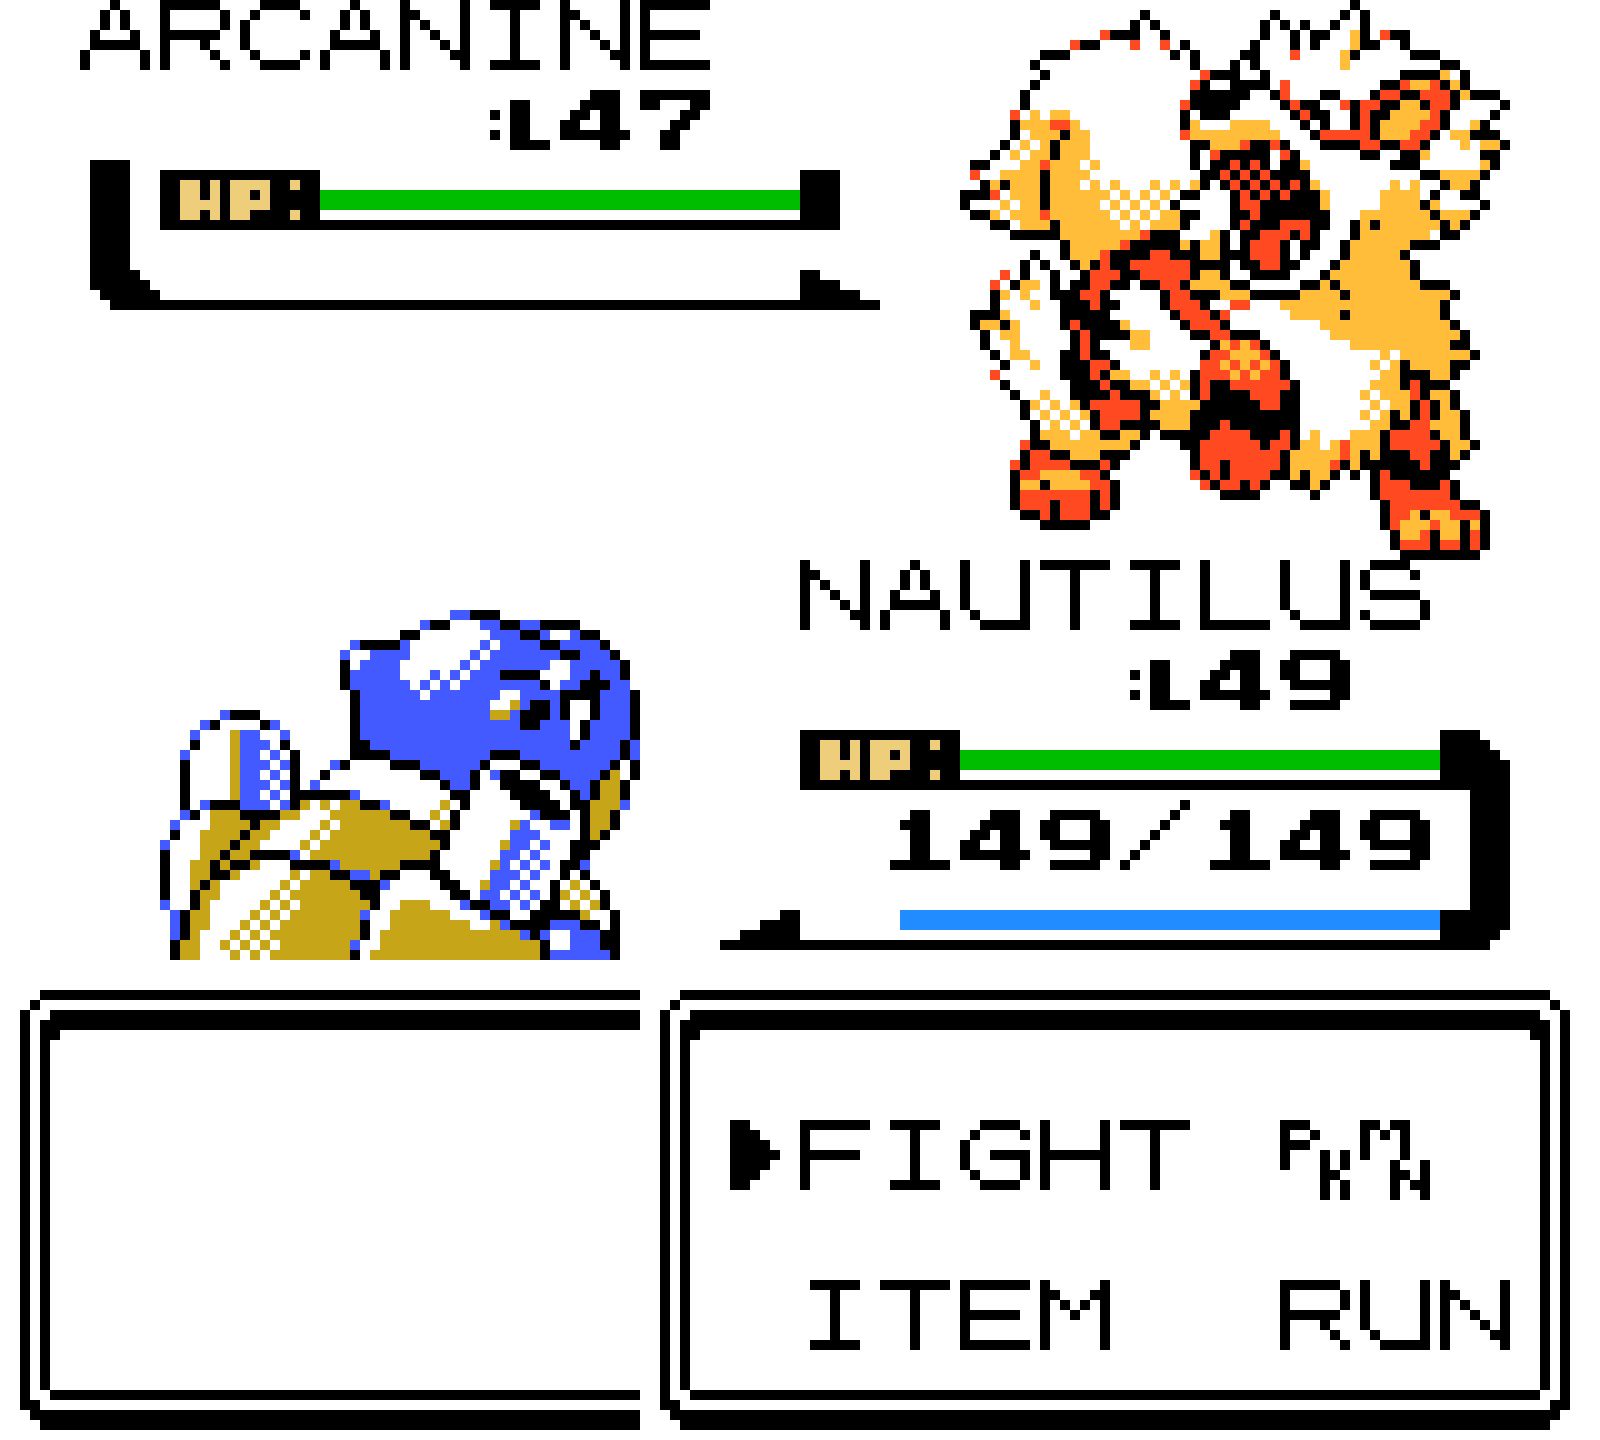 ARCANINE
:L47
HP:
NAUTILUS
:L49
HP:
149/149
▶FIGHT PKMN
ITEM RUN